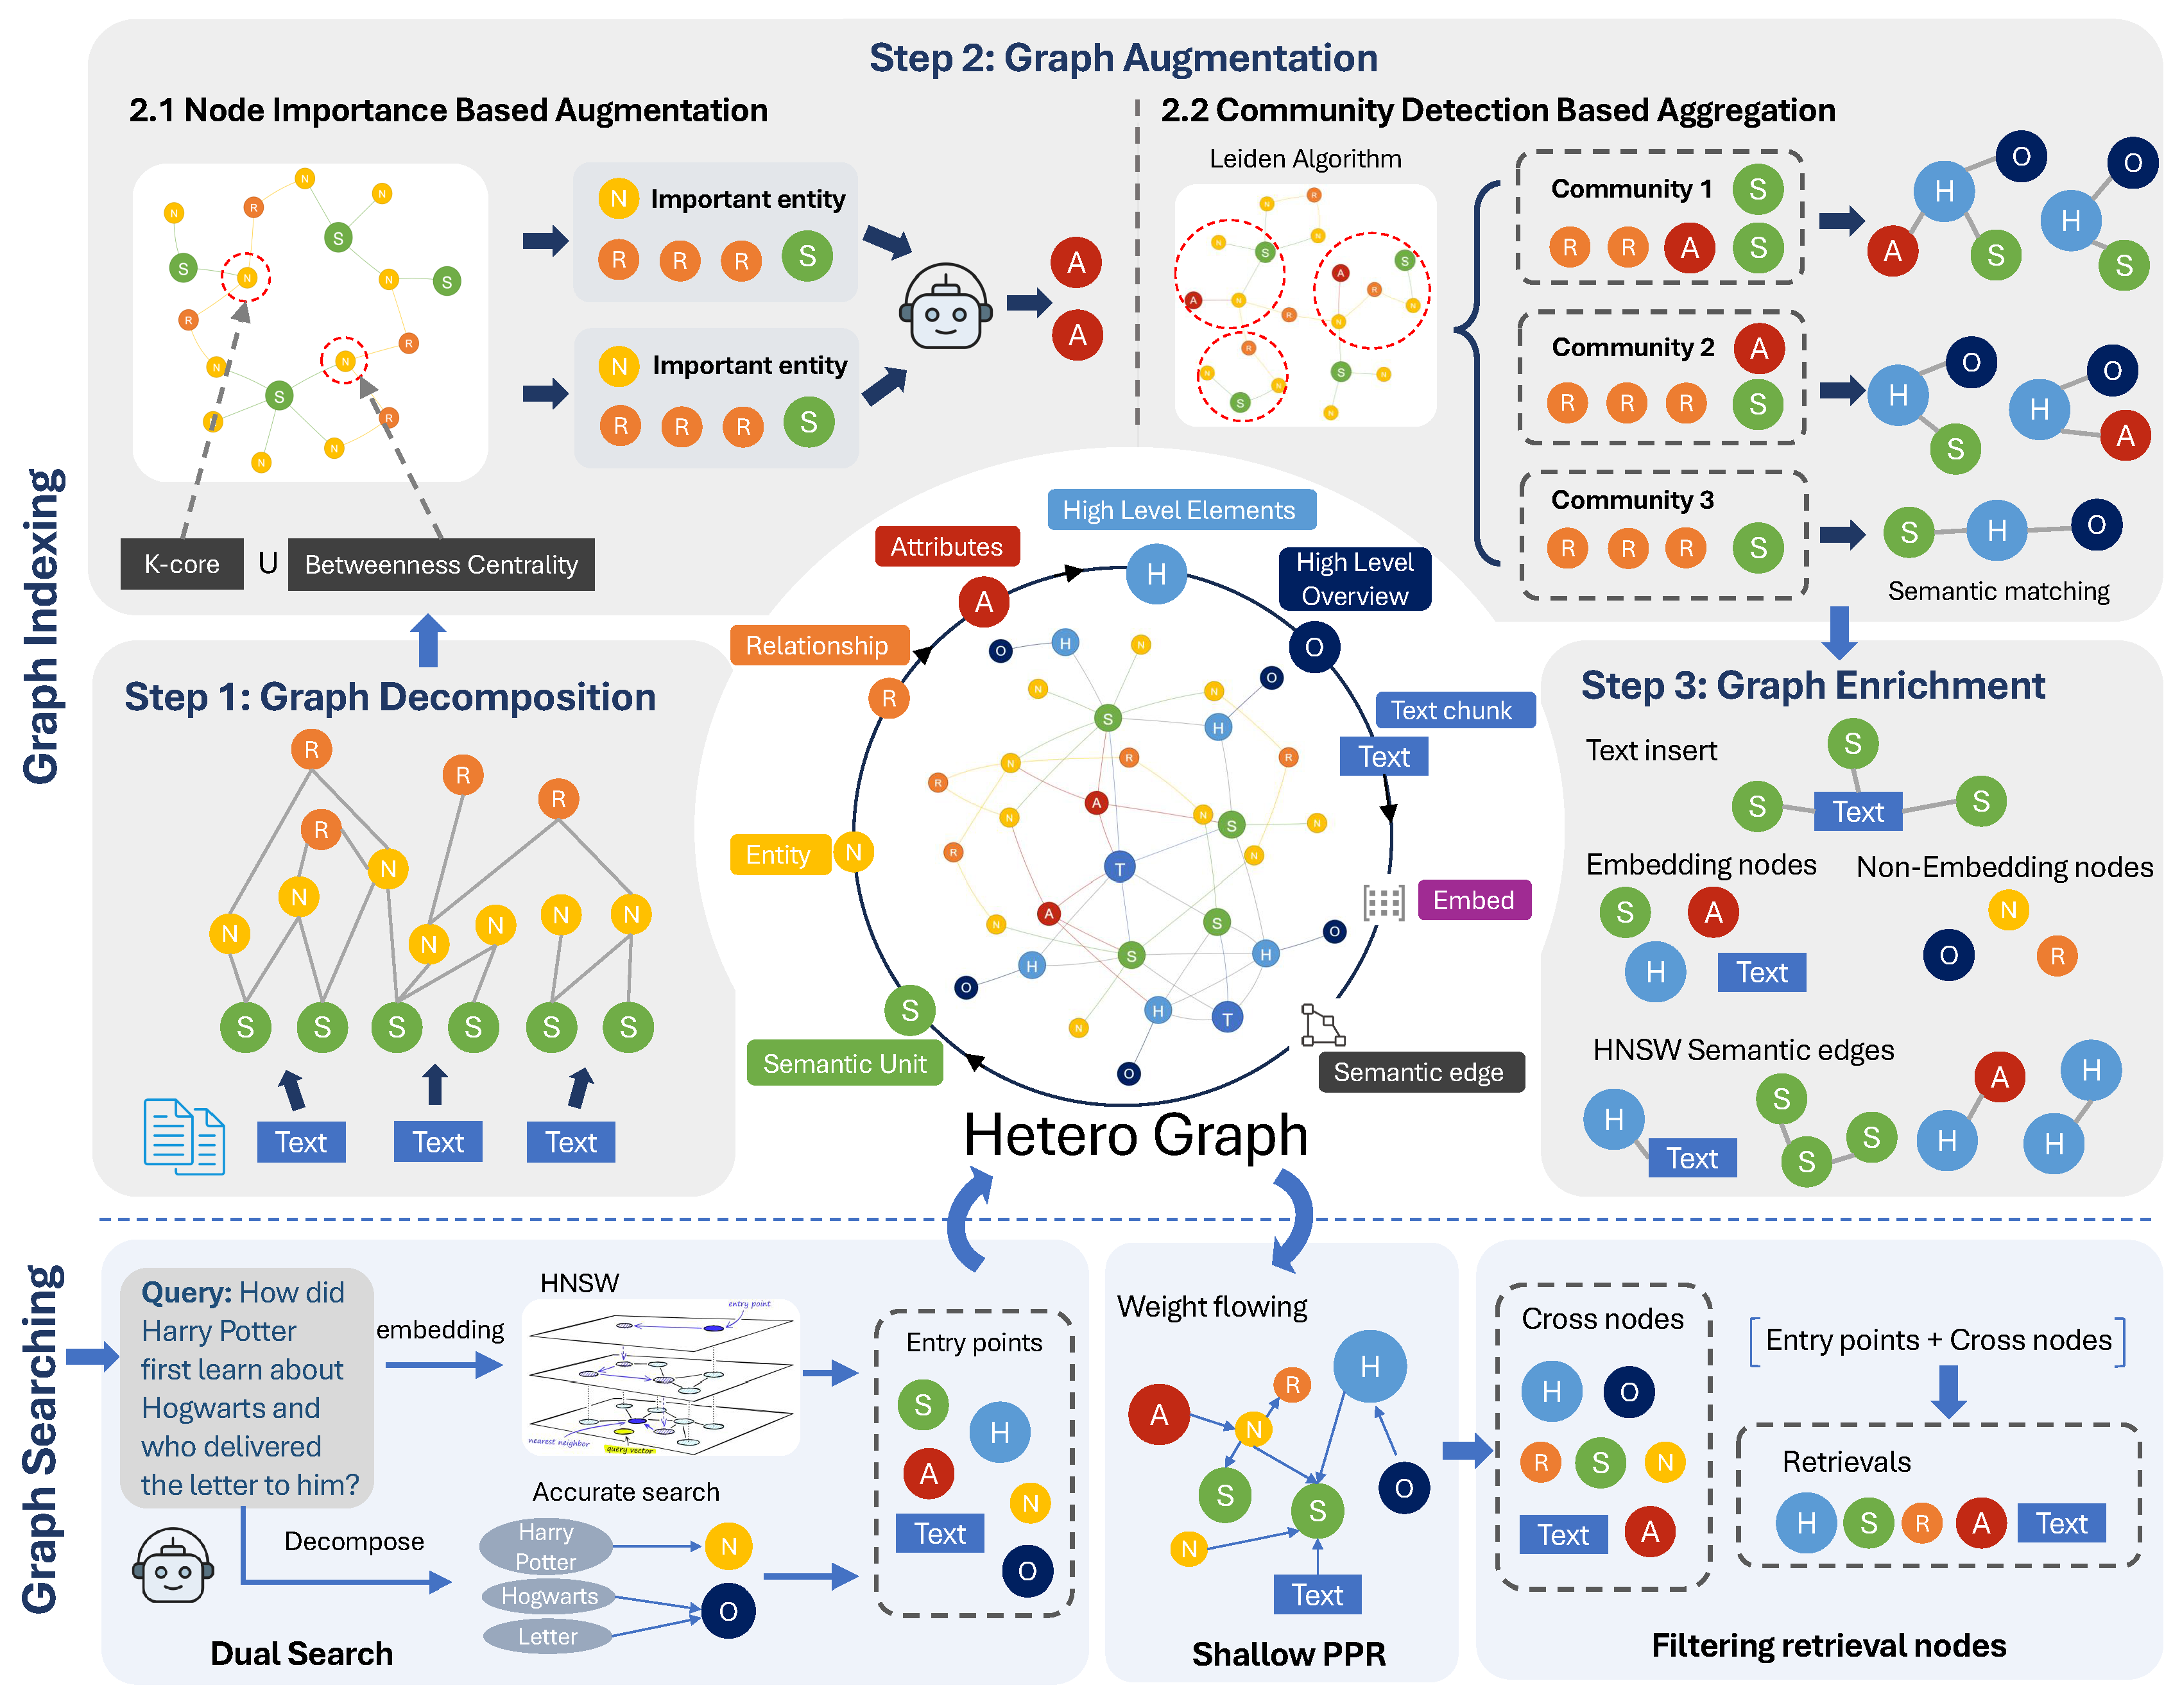 Graph Indexing
Step 2: Graph Augmentation
2.1 Node Importance Based Augmentation
N Important entity
R R R S
N Important entity
R R R S
A
A
K-core U Betweenness Centrality
2.2 Community Detection Based Aggregation
Leiden Algorithm
Community 1 S
R R A S
Community 2 A
R R R S
Community 3
R R R S
H O A S
H O S
H O S
H O A
S H O
Semantic matching
Step 1: Graph Decomposition
R R R R
N N N N N N N
S S S S S S
Text Text Text
High Level Elements
H
Attributes
A
High Level
Overview
O
Relationship
R
Text chunk
Text
Entity N
Embed
S
Semantic Unit
Semantic edge
Hetero Graph
Step 3: Graph Enrichment
Text insert
S
S Text S
Embedding nodes
S A
H Text
Non-Embedding nodes
N
O R
HNSW Semantic edges
H Text
S S S
A H
H H
Graph Searching
Query: How did
Harry Potter
first learn about
Hogwarts and
who delivered
the letter to him?
embedding
HNSW
entry point
nearest neighbor
query vector
Decompose
Accurate search
Harry
Potter
N
Hogwarts
O
Letter
Dual Search
Entry points
S H
A N
Text O
Weight flowing
H
R
A N
S S O
N
Text
Shallow PPR
Cross nodes
H O
R S N
Text A
[Entry points + Cross nodes]
Retrievals
H S R A Text
Filtering retrieval nodes